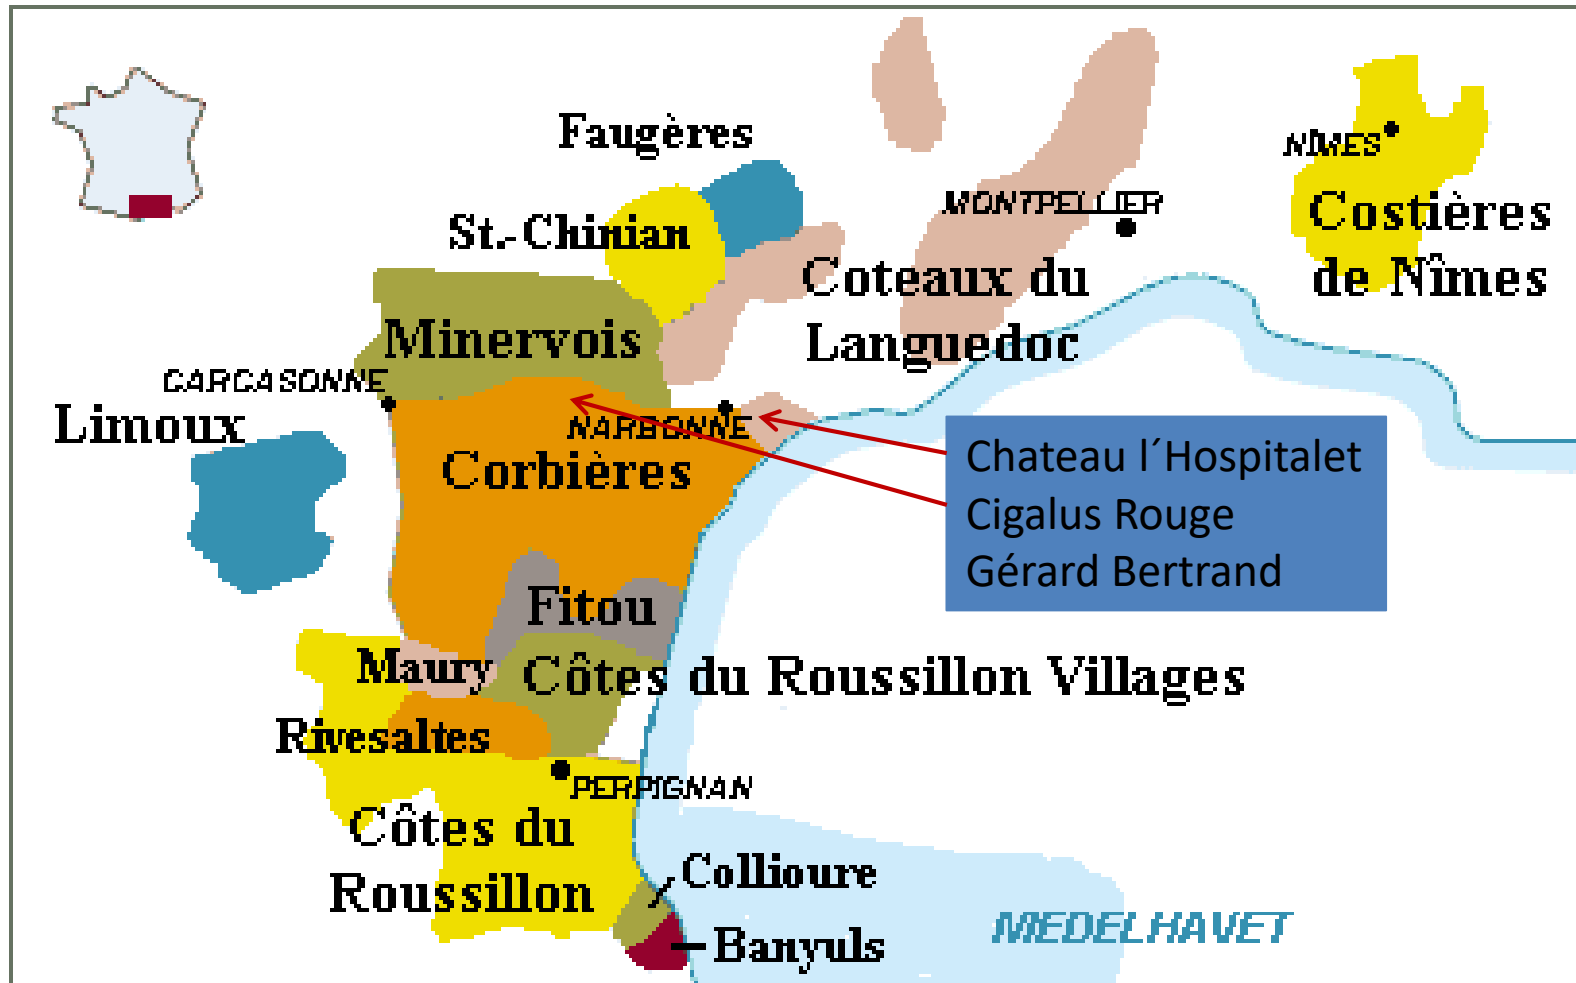 Faugères
NÎMES
MONTPELLIER
Costières
de Nîmes
St.-Chinian
Coteaux du
Languedoc
Minervois
CARCASONNE
Limoux
NARBONNE
Corbières
Chateau l´Hospitalet
Cigalus Rouge
Gérard Bertrand
Fitou
Maury
Côtes du Roussillon Villages
Rivesaltes
PERPIGNAN
Côtes du
Roussillon
Collioure
MEDELHAVET
Banyuls